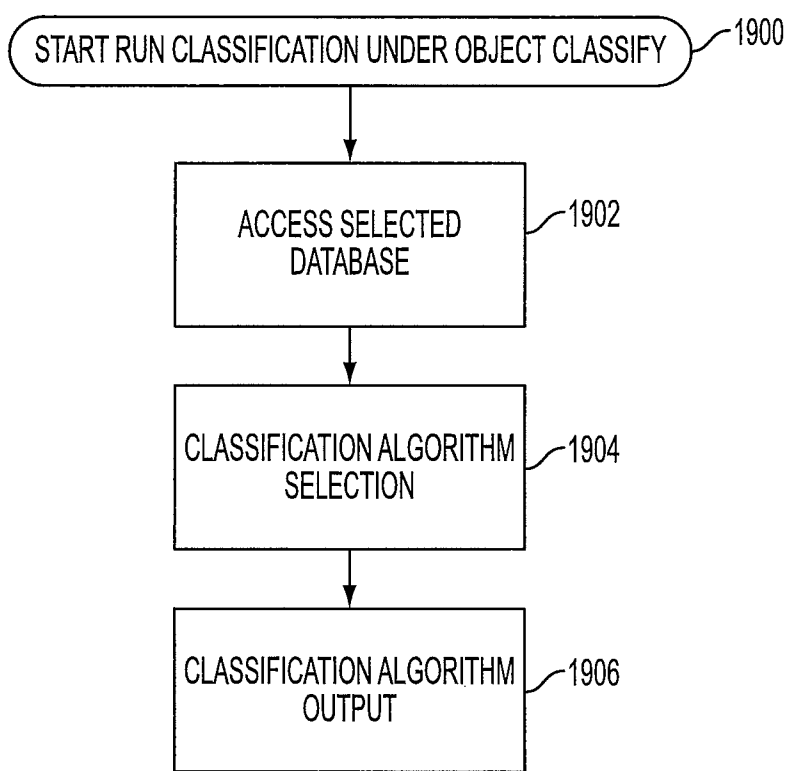 START RUN CLASSIFICATION UNDER OBJECT CLASSIFY
1900
ACCESS SELECTED
DATABASE
1902
CLASSIFICATION ALGORITHM
SELECTION
1904
CLASSIFICATION ALGORITHM
OUTPUT
1906